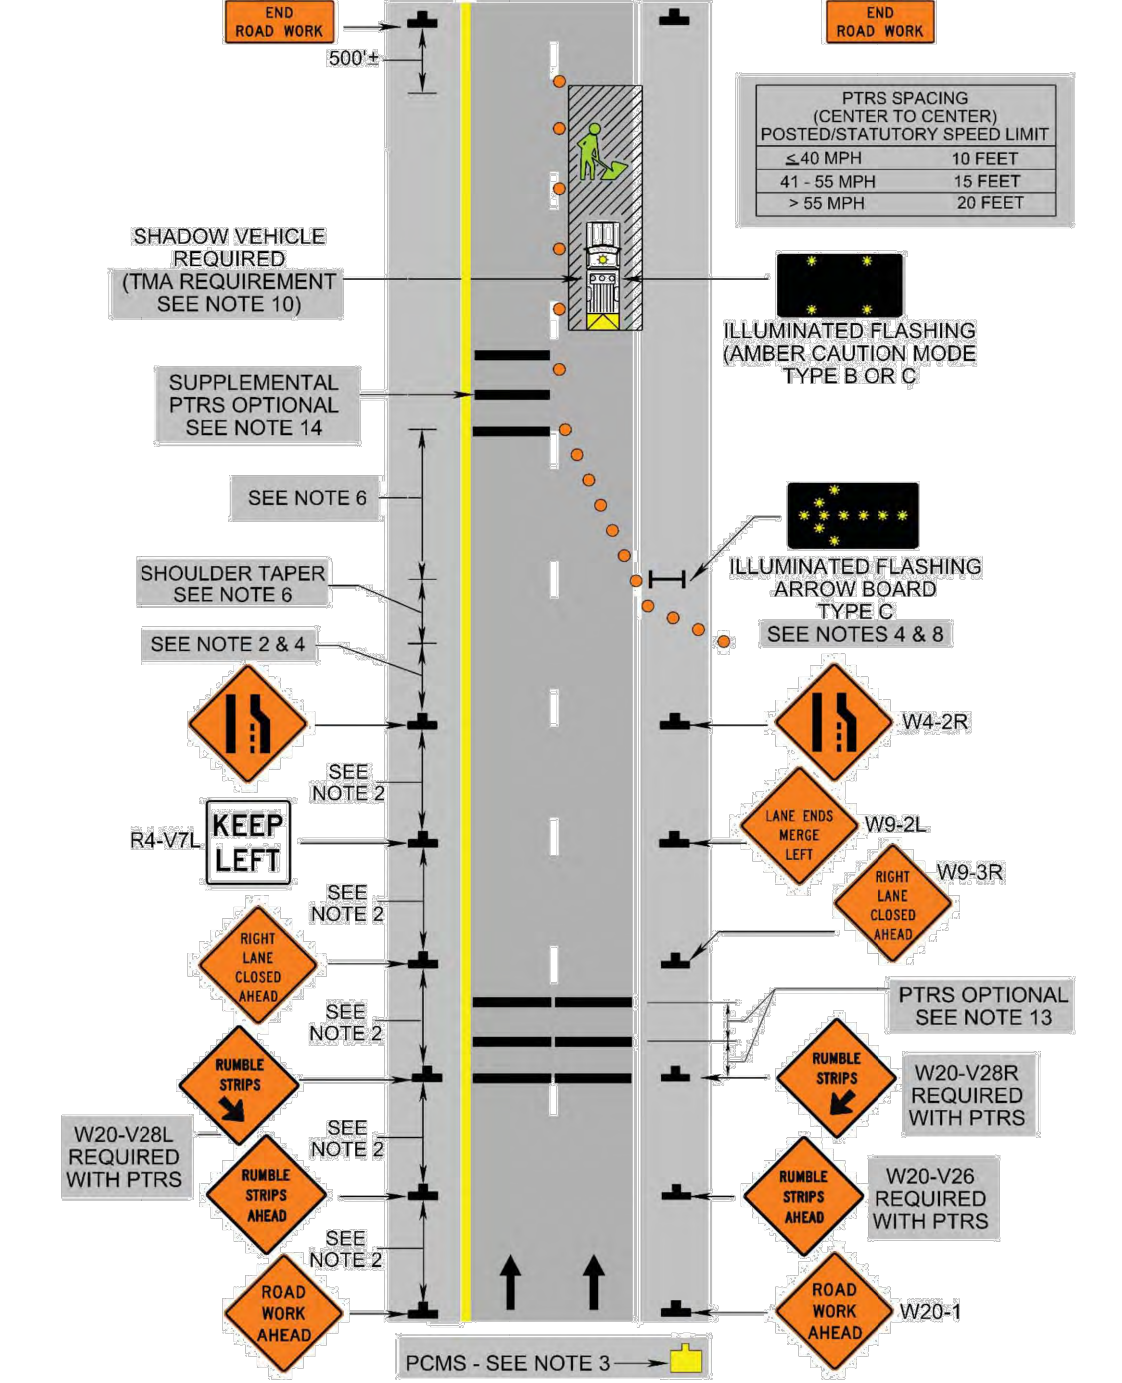 END
ROAD WORK
END
ROAD WORK
500'±
PTRS SPACING
(CENTER TO CENTER)
POSTED/STATUTORY SPEED LIMIT
≤40 MPH 10 FEET
41 - 55 MPH 15 FEET
> 55 MPH 20 FEET
SHADOW VEHICLE
REQUIRED
(TMA REQUIREMENT
SEE NOTE 10)
ILLUMINATED FLASHING
(AMBER CAUTION MODE
TYPE B OR C
SUPPLEMENTAL
PTRS OPTIONAL
SEE NOTE 14
SEE NOTE 6
SHOULDER TAPER
SEE NOTE 6
ILLUMINATED FLASHING
ARROW BOARD
TYPE C
SEE NOTES 4 & 8
SEE NOTE 2 & 4
W4-2R
SEE
NOTE 2
R4-V7L
KEEP
LEFT
LANE ENDS
MERGE
LEFT
W9-2L
SEE
NOTE 2
RIGHT
LANE
CLOSED
AHEAD
W9-3R
RIGHT
LANE
CLOSED
AHEAD
SEE
NOTE 2
PTRS OPTIONAL
SEE NOTE 13
RUMBLE
STRIPS
RUMBLE
STRIPS
W20-V28R
REQUIRED
WITH PTRS
W20-V28L
REQUIRED
WITH PTRS
SEE
NOTE 2
RUMBLE
STRIPS
AHEAD
RUMBLE
STRIPS
AHEAD
W20-V26
REQUIRED
WITH PTRS
SEE
NOTE 2
ROAD
WORK
AHEAD
ROAD
WORK
AHEAD
W20-1
PCMS - SEE NOTE 3